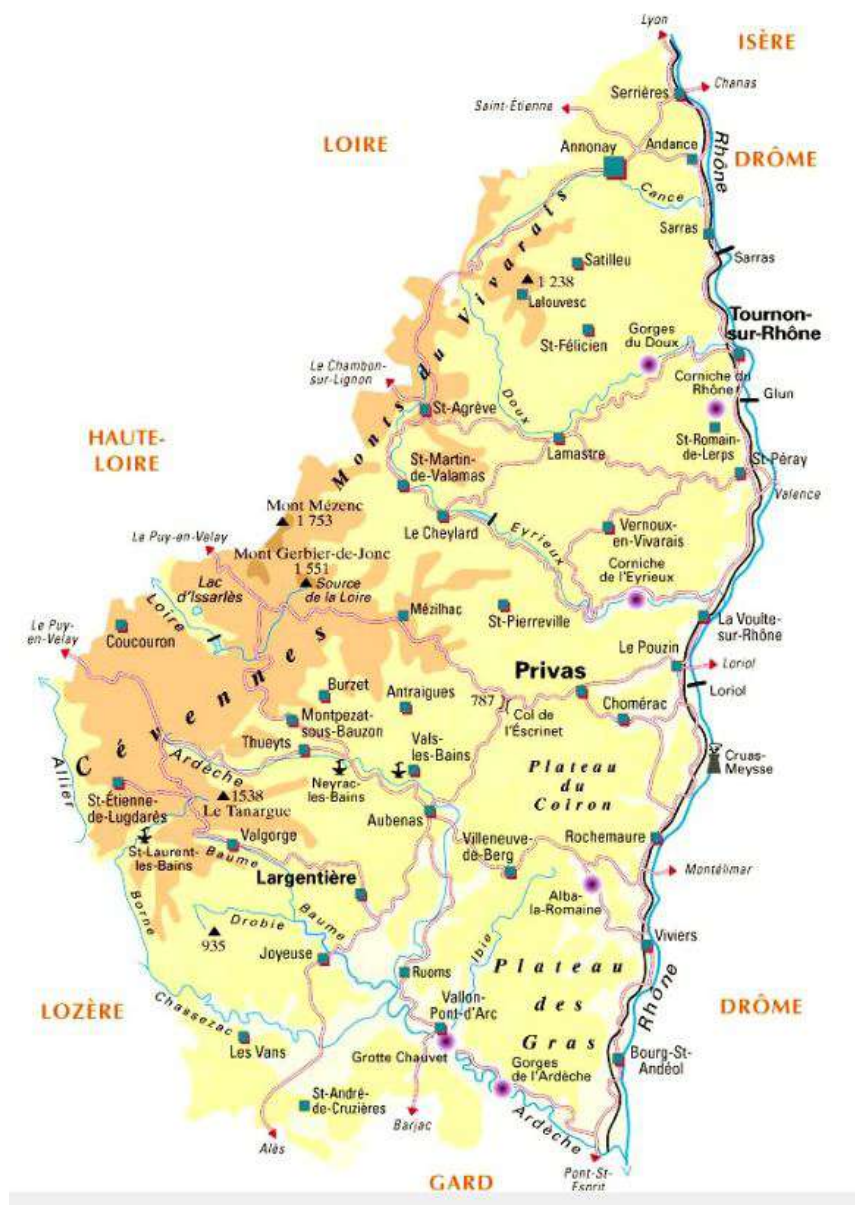 Lyon
ISÈRE
Serrières
Chanas
Saint-Étienne
LOIRE
Rhône
Annonay
Andance
DRÔME
Cance
Sarras
Sarras
Satilleu
1 238
Lalouvesc
Monts du Vivarais
Tournon-
sur-Rhône
St-Félicien
Gorges
du Doux
Le Chambon-
sur-Lignon
Corniche du
Rhône
Glun
Doux
St-Agrève
HAUTE-
LOIRE
Lamastre
St-Romain-
de-Lerps
St-Péray
St-Martin-
de-Valamas
Valence
Mont Mézenc
1 753
Le Cheylard
Eyrieux
Vernoux-
en-Vivarais
Le Puy-en-Velay
Mont Gerbier-de-Jonc
1 551
Source
de la Loire
Corniche
de l'Eyrieux
Lac
d'Issarlès
Loire
Mézilhac
St-Pierreville
La Voulte-
sur-Rhône
Le Puy-
en-Velay
Coucouron
Le Pouzin
Privas
Loriol
Loriol
Burzet
Antraigues
787
Col de
l'Éscrinet
Chomérac
Montpezat-
sous-Bauzon
Cévennes
Thueyts
Vals-
les-Bains
Ardèche
Allier
Neyrac-
les-Bains
Plateau
du
Coiron
Cruas-
Meysse
St-Étienne-
de-Lugdarès
1538
Le Tanargue
Aubenas
St-Laurent-
les-Bains
Valgorge
Baume
Villeneuve-
de-Berg
Rochemaure
Largentière
Montélimar
Alba-
la-Romaine
Borne
Drobie
Baume
935
Joyeuse
Ibie
Viviers
Ruoms
Plateau
des
Gras
Rhône
LOZÈRE
DRÔME
Chassezac
Vallon-
Pont-d'Arc
Les Vans
Grotte Chauvet
Gorges
de l'Ardèche
Bourg-St-
Andéol
St-André-
de-Cruzières
Ardèche
Barjac
Alès
Pont-St-
Esprit
GARD